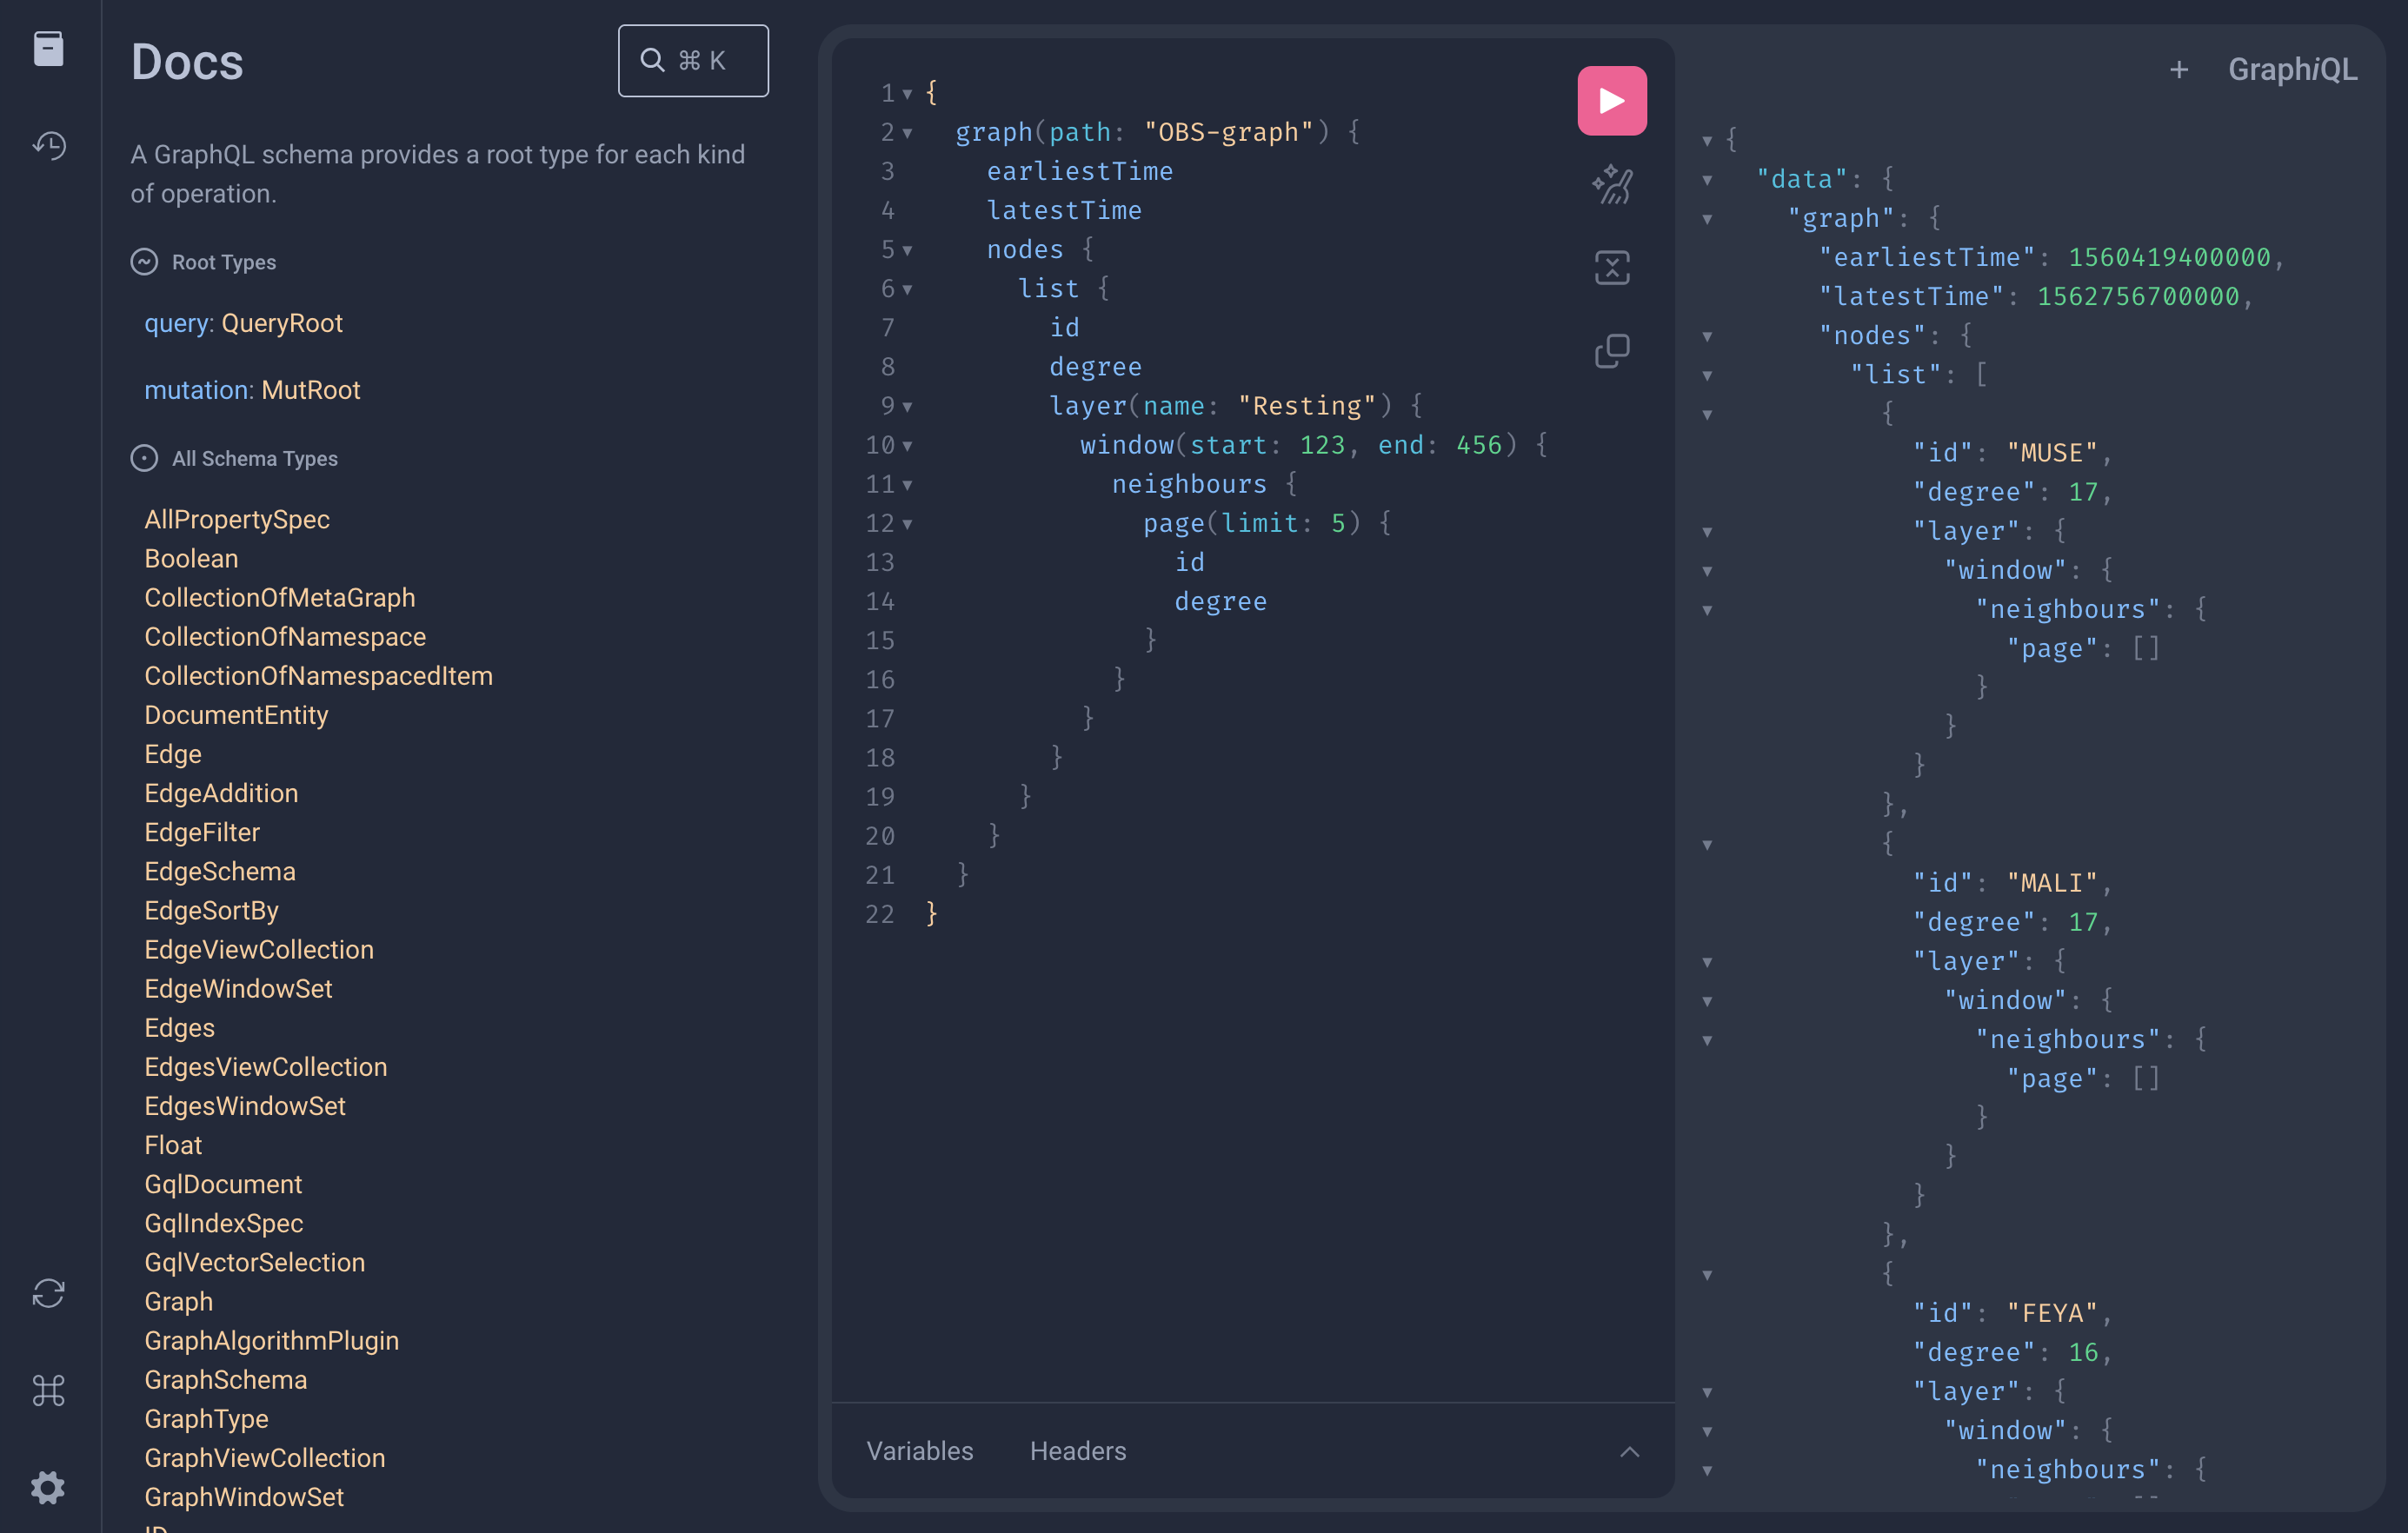 Docs
⌘ K
A GraphQL schema provides a root type for each kind
of operation.
Root Types
query: QueryRoot
mutation: MutRoot
All Schema Types
AllPropertySpec
Boolean
CollectionOfMetaGraph
CollectionOfNamespace
CollectionOfNamespacedItem
DocumentEntity
Edge
EdgeAddition
EdgeFilter
EdgeSchema
EdgeSortBy
EdgeViewCollection
EdgeWindowSet
Edges
EdgesViewCollection
EdgesWindowSet
Float
GqlDocument
GqlIndexSpec
GqlVectorSelection
Graph
GraphAlgorithmPlugin
GraphSchema
GraphType
GraphViewCollection
GraphWindowSet
1 {
2 graph(path: "OBS-graph") {
3 earliestTime
4 latestTime
5 nodes {
6 list {
7 id
8 degree
9 layer(name: "Resting") {
10 window(start: 123, end: 456) {
11 neighbours {
12 page(limit: 5) {
13 id
14 degree
15 }
16 }
17 }
18 }
19 }
20 }
21 }
22 }
Variables Headers
+ GraphiQL
{
"data": {
"graph": {
"earliestTime": 1560419400000,
"latestTime": 1562756700000,
"nodes": {
"list": [
{
"id": "MUSE",
"degree": 17,
"layer": {
"window": {
"neighbours": {
"page": []
}
}
}
},
{
"id": "MALI",
"degree": 17,
"layer": {
"window": {
"neighbours": {
"page": []
}
}
}
},
{
"id": "FEYA",
"degree": 16,
"layer": {
"window": {
"neighbours": {